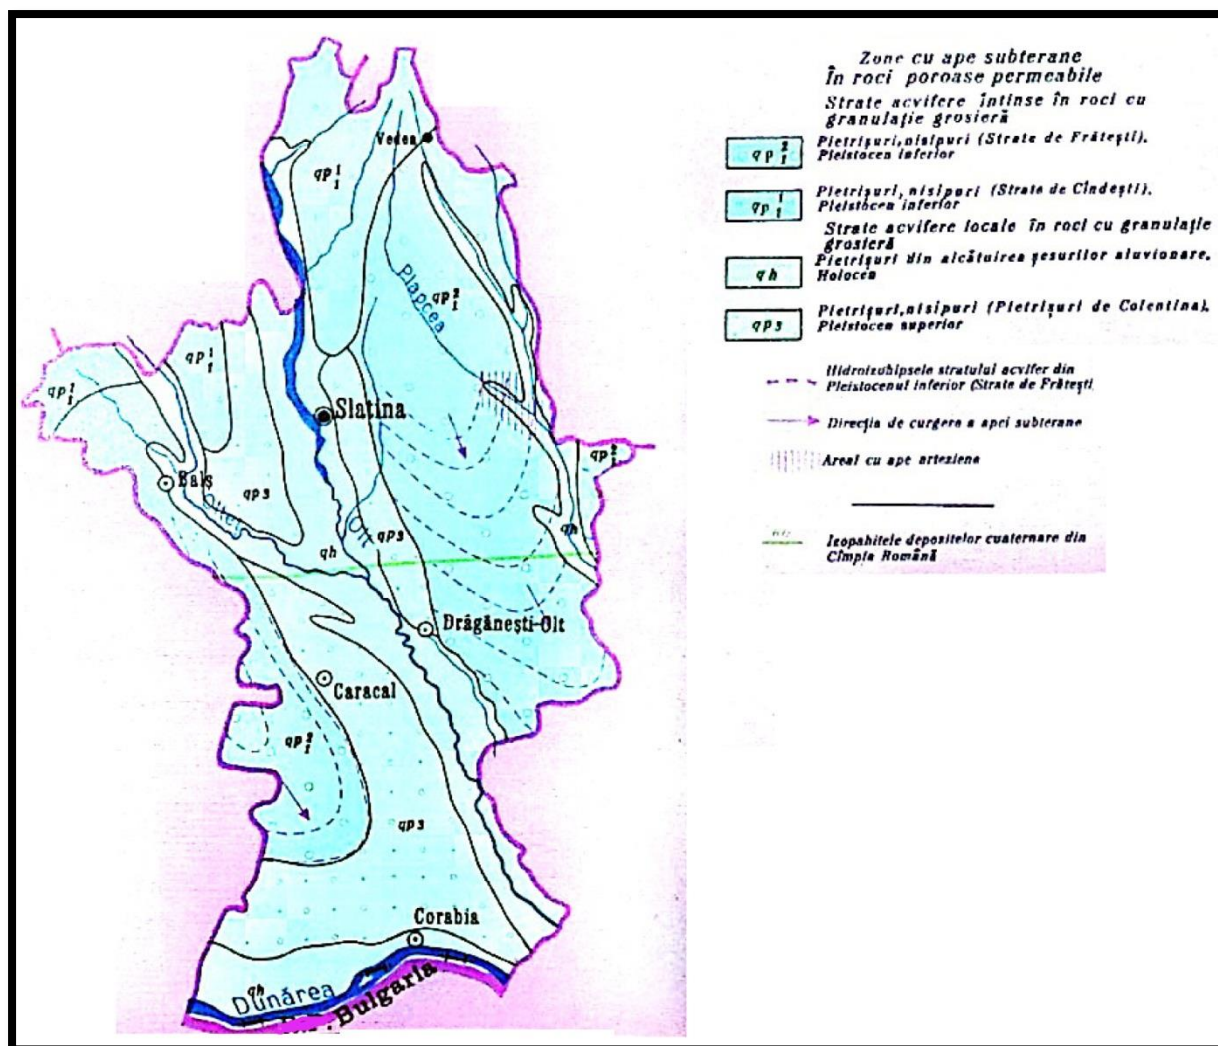 Zone cu ape subterane
În roci poroase permeabile
Strate acvifere întinse în roci cu
granulație grosieră
qp 2 1
Pietrișuri, nisipuri (Strate de Frătești).
Pleistocen inferior
qp 1 1
Pietrișuri, nisipuri (Strate de Cîndești),
Pleistocen inferior
Strate acvifere locale în roci cu granulație
grosieră
qh
Pietrișuri din alcătuirea șesurilor aluvionare,
Holocen
qp3
Pietrișuri, nisipuri (Pietrișuri de Colentina),
Pleistocen superior
Hidroizohipsele stratului acvifer din
Pleistocenul inferior (Strate de Frătești)
Direcția de curgere a apei subterane
Areal cu ape arteziene
Izopahitele depozitelor cuaternare din
Cîmpia Română
Vedea
qp 1 1
Plapcea
qp 2 1
qp 1 1
qp 1 1
Slatina
qp 2 1
Balș
Olteț
qp3
qh
Olt
qp3
qh
Drăgănești-Olt
Caracal
qp 2 1
qp3
Corabia
qh
Dunărea
Bulgaria